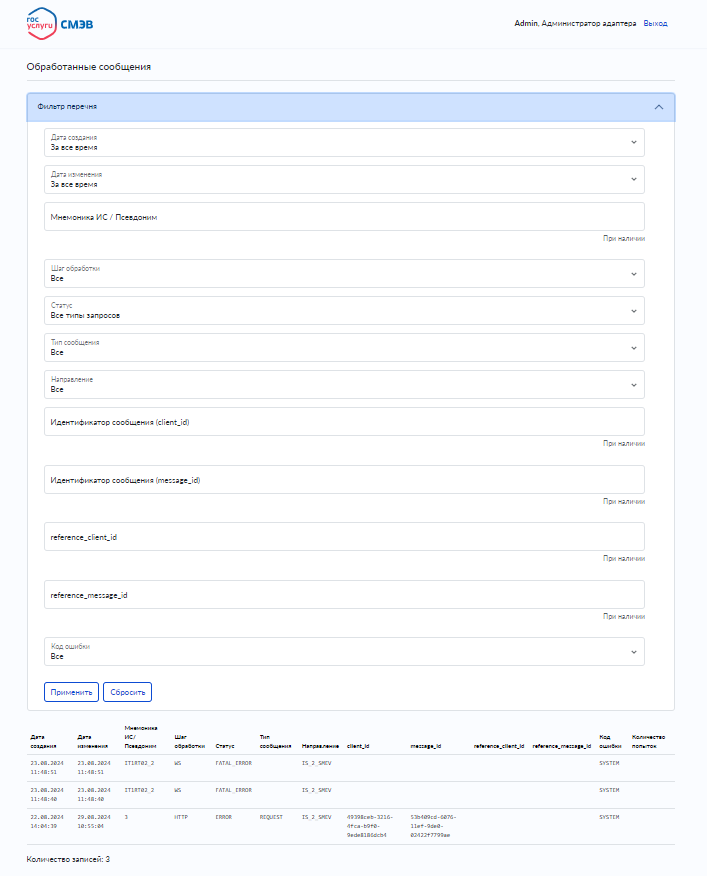 гос услуги СМЭВ
Admin, Администратор адаптера Выход
Обработанные сообщения
Фильтр перечня
Дата создания
За все время
Дата изменения
За все время
Мнемоника ИС / Псевдоним
При наличии
Шаг обработки
Все
Статус
Все типы запросов
Тип сообщения
Все
Направление
Все
Идентификатор сообщения (client_id)
При наличии
Идентификатор сообщения (message_id)
При наличии
reference_client_id
При наличии
reference_message_id
При наличии
Код ошибки
Все
Применить Сбросить
Дата создания Дата изменения Мнемоника ИС/ Псевдоним Шаг обработки Статус Тип сообщения Направление client_id message_id reference_client_id reference_message_id Код ошибки Количество попыток
23.08.2024 11:48:51 23.08.2024 11:48:51 IT1RT02_2 WS FATAL_ERROR IS_2_SMEV SYSTEM
23.08.2024 11:48:40 23.08.2024 11:48:40 IT1RT02_2 WS FATAL_ERROR IS_2_SMEV SYSTEM
22.08.2024 14:04:39 29.08.2024 10:55:04 3 HTTP ERROR REQUEST IS_2_SMEV 49398ceb-3216-4fca-b9f0-9ede8186dcb4 53b409cd-6076-11ef-9de0-02422f7799ae SYSTEM
Количество записей: 3